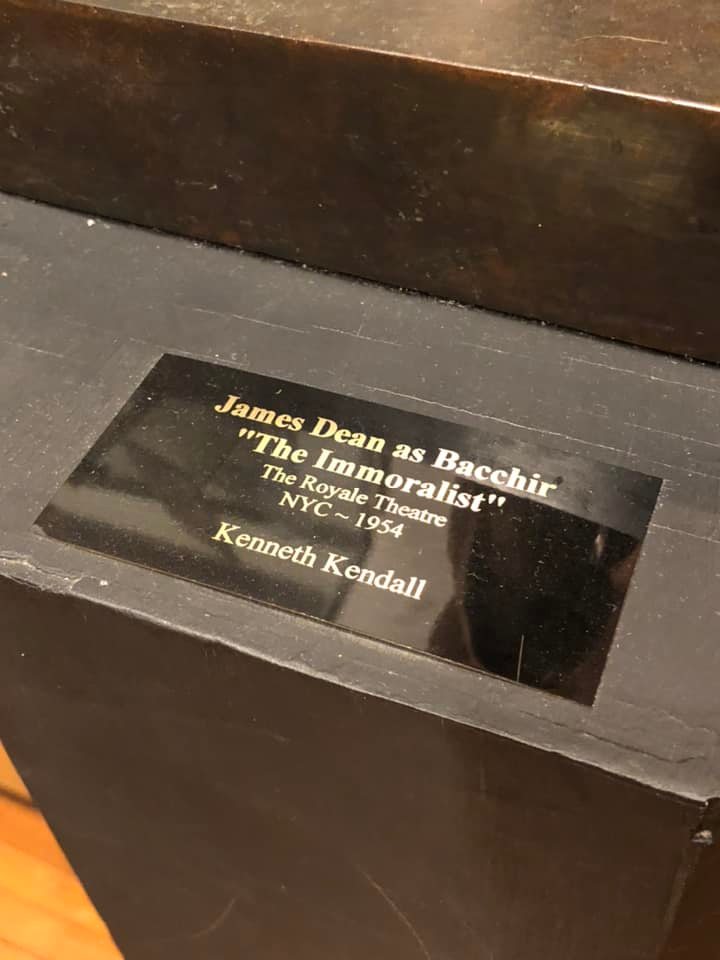 James Dean as Bacchir
"The Immoralist"
The Royale Theatre
NYC ~ 1954
Kenneth Kendall